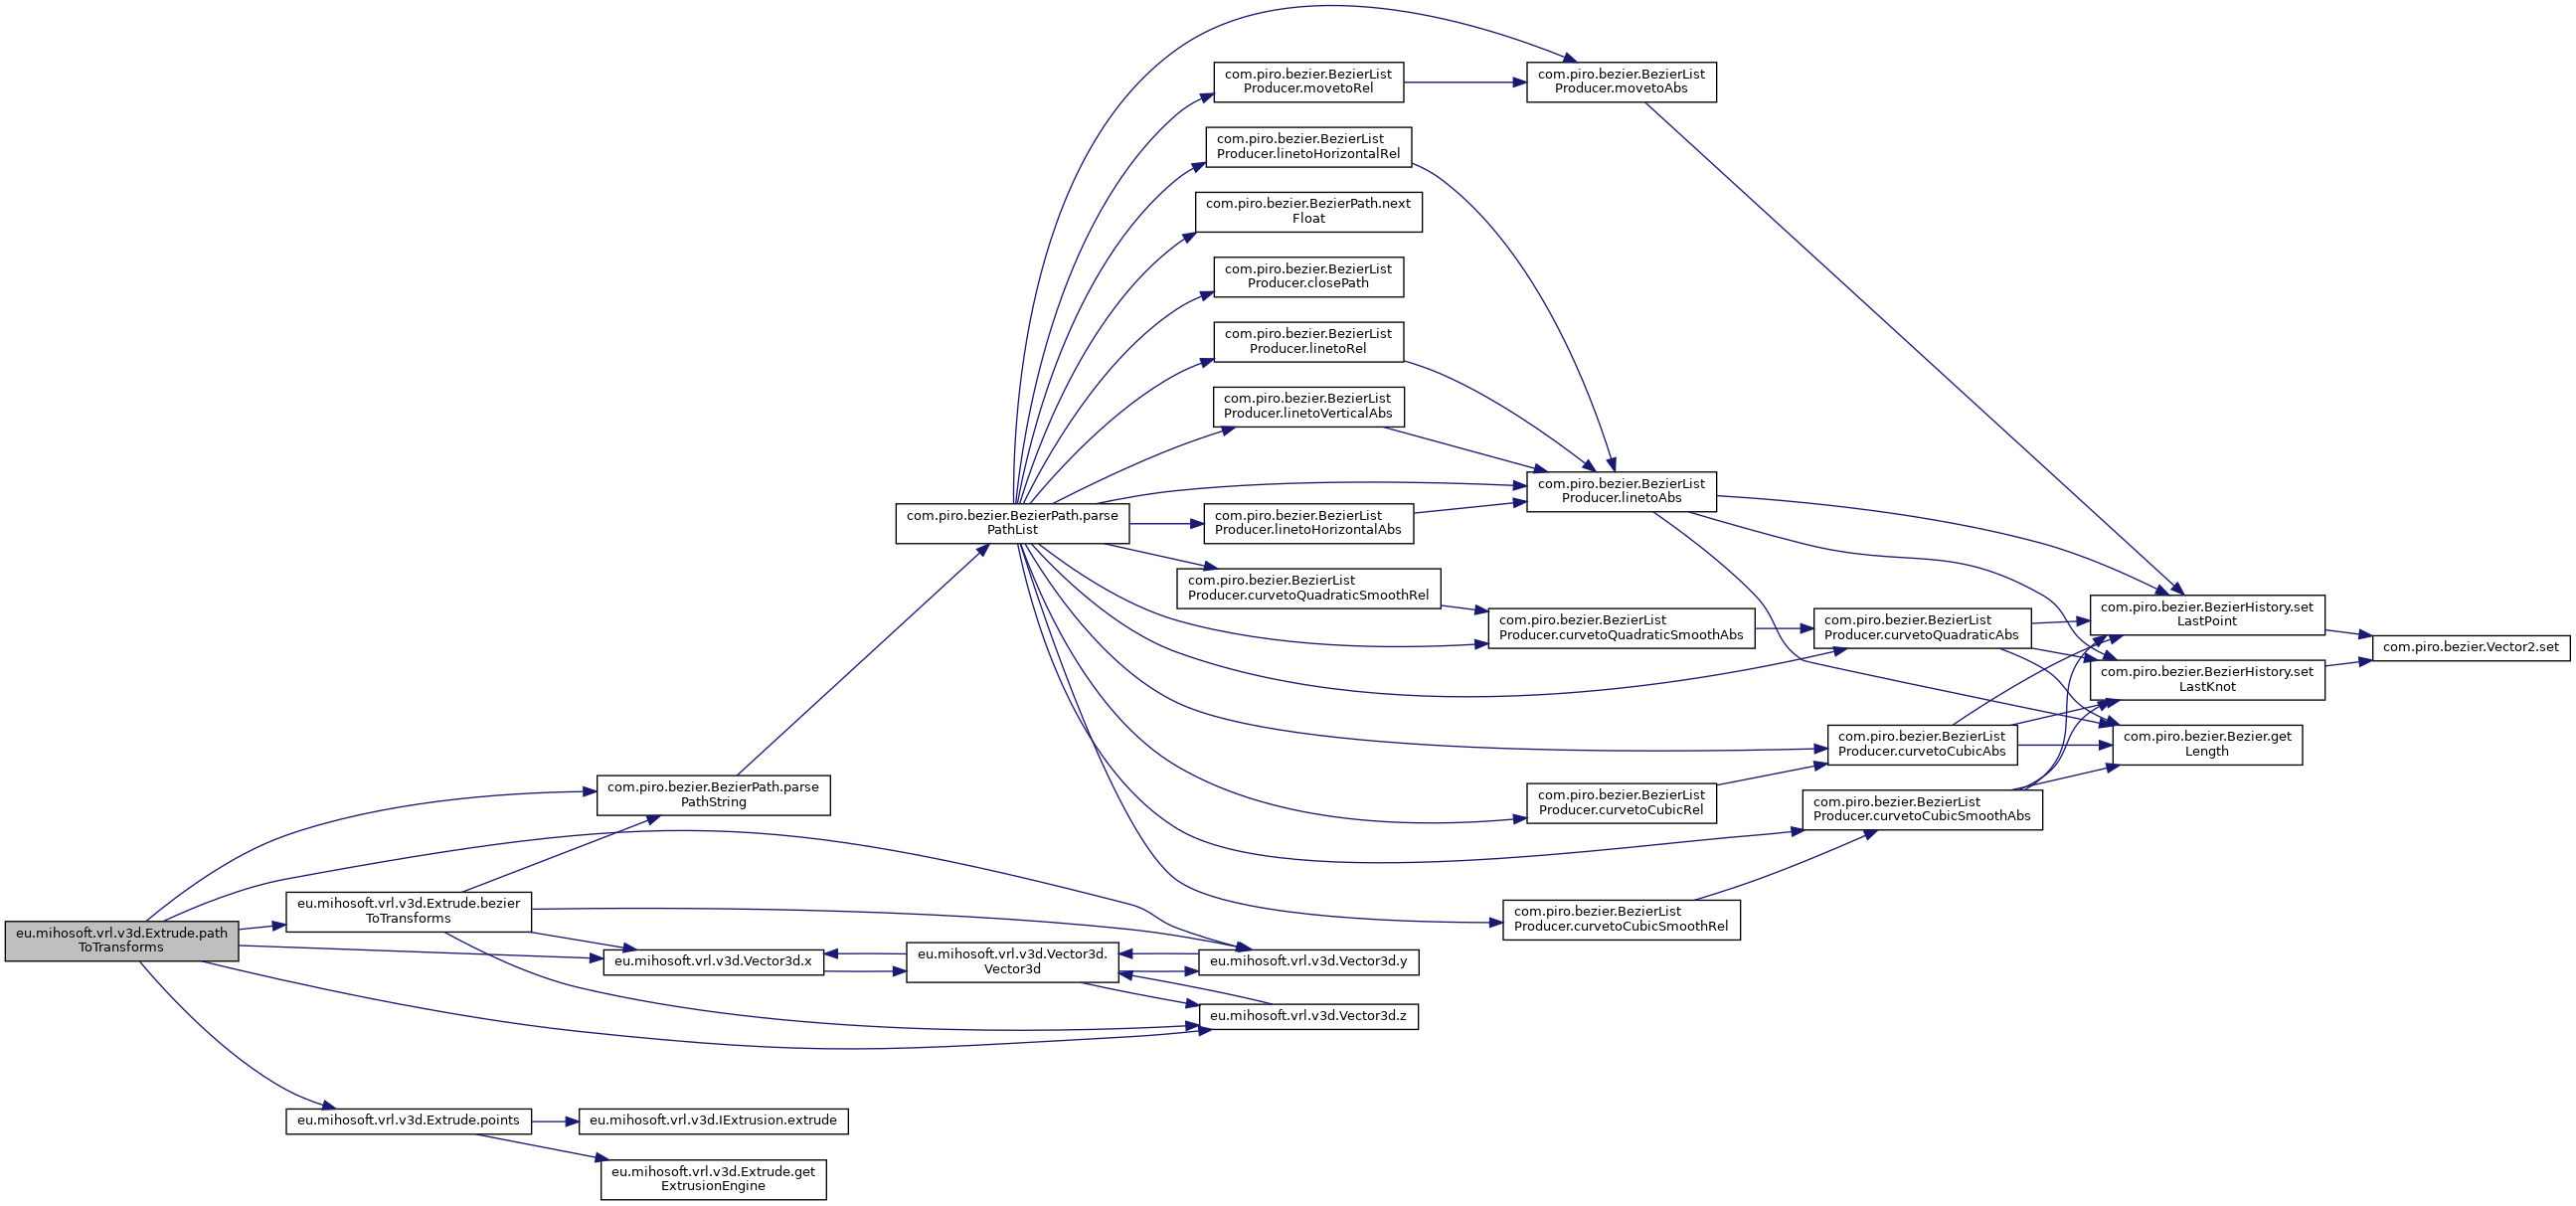 com.piro.bezier.BezierList
Producer.movetoRel
com.piro.bezier.BezierList
Producer.movetoAbs
com.piro.bezier.BezierList
Producer.linetoHorizontalRel
com.piro.bezier.BezierPath.next
Float
com.piro.bezier.BezierList
Producer.closePath
com.piro.bezier.BezierList
Producer.linetoRel
com.piro.bezier.BezierList
Producer.linetoVerticalAbs
com.piro.bezier.BezierList
Producer.linetoAbs
com.piro.bezier.BezierPath.parse
PathList
com.piro.bezier.BezierList
Producer.linetoHorizontalAbs
com.piro.bezier.BezierList
Producer.curvetoQuadraticSmoothRel
com.piro.bezier.BezierList
Producer.curvetoQuadraticSmoothAbs
com.piro.bezier.BezierList
Producer.curvetoQuadraticAbs
com.piro.bezier.BezierHistory.set
LastPoint
com.piro.bezier.Vector2.set
com.piro.bezier.BezierHistory.set
LastKnot
com.piro.bezier.BezierList
Producer.curvetoCubicAbs
com.piro.bezier.Bezier.get
Length
com.piro.bezier.BezierPath.parse
PathString
com.piro.bezier.BezierList
Producer.curvetoCubicRel
com.piro.bezier.BezierList
Producer.curvetoCubicSmoothAbs
com.piro.bezier.BezierList
Producer.curvetoCubicSmoothRel
eu.mihosoft.vrl.v3d.Extrude.bezier
ToTransforms
eu.mihosoft.vrl.v3d.Extrude.path
ToTransforms
eu.mihosoft.vrl.v3d.Vector3d.x
eu.mihosoft.vrl.v3d.Vector3d.
Vector3d
eu.mihosoft.vrl.v3d.Vector3d.y
eu.mihosoft.vrl.v3d.Vector3d.z
eu.mihosoft.vrl.v3d.Extrude.points
eu.mihosoft.vrl.v3d.IExtrusion.extrude
eu.mihosoft.vrl.v3d.Extrude.get
ExtrusionEngine